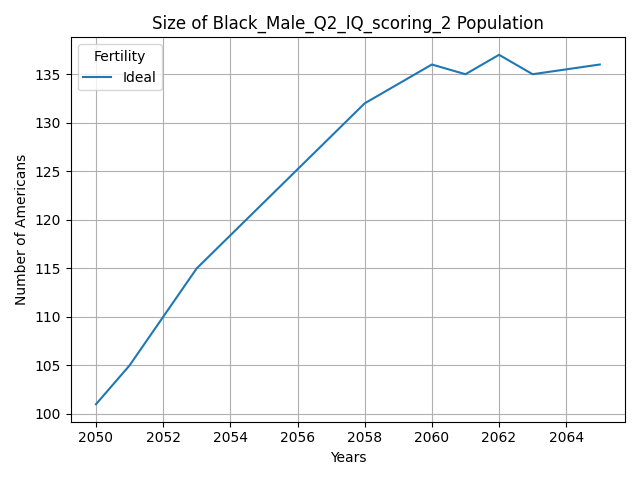 Size of Black_Male_Q2_IQ_scoring_2 Population
Fertility
Ideal
Number of Americans
135
130
125
120
115
110
105
100
2050 2052 2054 2056 2058 2060 2062 2064
Years